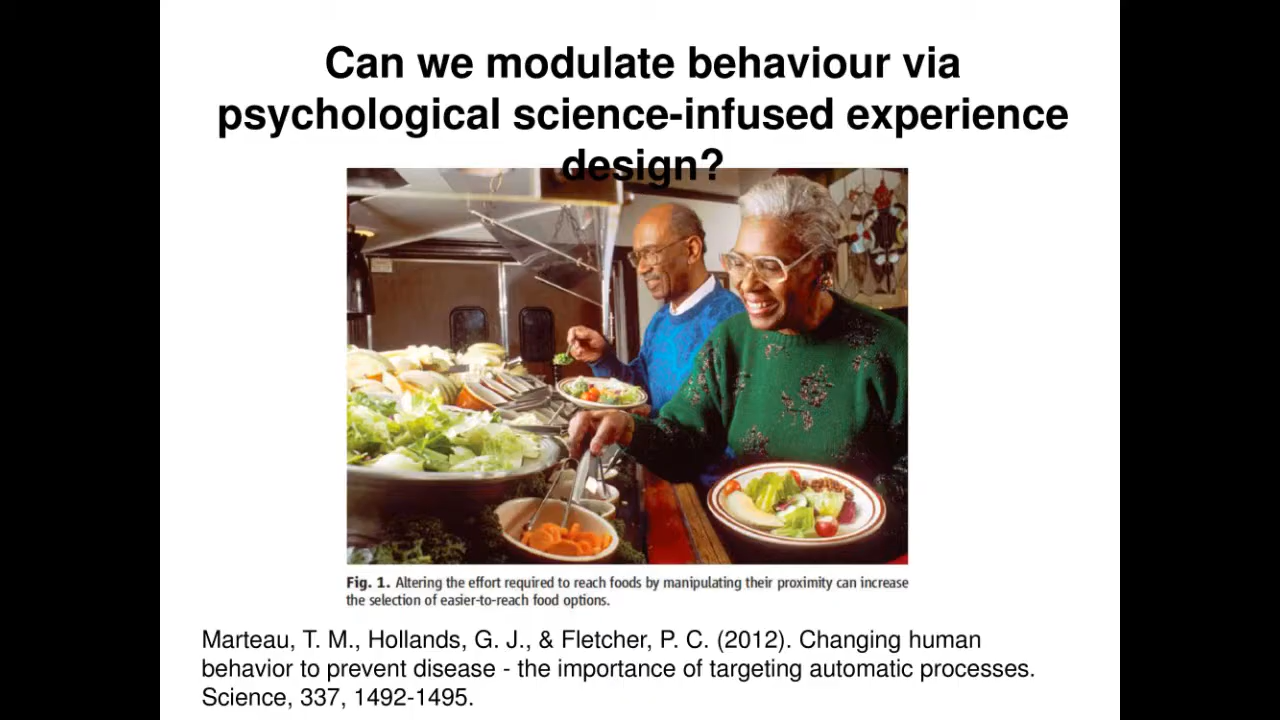 Can we modulate behaviour via
psychological science-infused experience
design?
Fig. 1. Altering the effort required to reach foods by manipulating their proximity can increase
the selection of easier-to-reach food options.
Marteau, T. M., Hollands, G. J., & Fletcher, P. C. (2012). Changing human
behavior to prevent disease - the importance of targeting automatic processes.
Science, 337, 1492-1495.